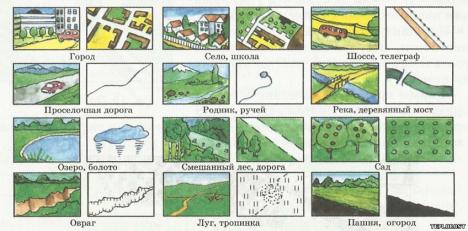 Город
Село, школа
Шоссе, телеграф
Проселочная дорога
Родник, ручей
Река, деревянный мост
Озеро, болото
Смешанный лес, дорога
Сад
Овраг
Луг, тропинка
Пашня, огород